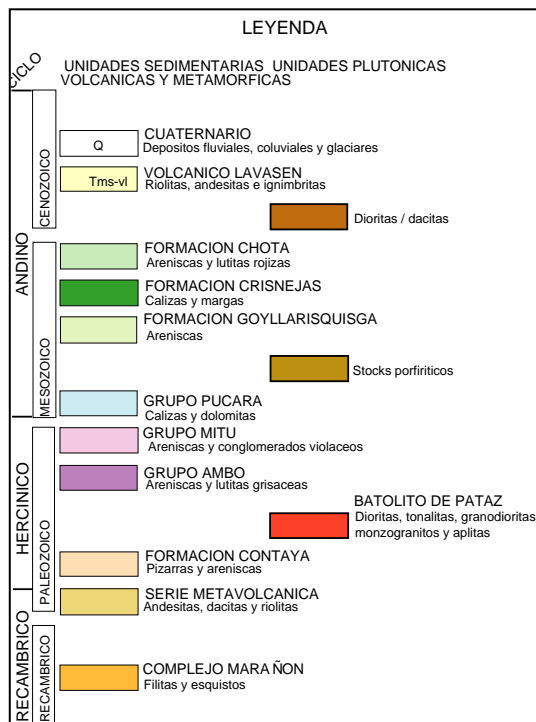 LEYENDA
CICLO
UNIDADES SEDIMENTARIAS
VOLCANICAS Y METAMORFICAS
UNIDADES PLUTONICAS
ANDINO
CENOZOICO
Q
CUATERNARIO
Depositos fluviales, coluviales y glaciares
Tms-vl
VOLCANICO LAVASEN
Riolitas, andesitas e ignimbritas
Dioritas / dacitas
MESOZOICO
FORMACION CHOTA
Areniscas y lutitas rojizas
FORMACION CRISNEJAS
Calizas y margas
FORMACION GOYLLARISQUISGA
Areniscas
Stocks porfiriticos
GRUPO PUCARA
Calizas y dolomitas
HERCINICO
PALEOZOICO
GRUPO MITU
Areniscas y conglomerados violaceos
GRUPO AMBO
Areniscas y lutitas grisaceas
BATOLITO DE PATAZ
Dioritas, tonalitas, granodioritas
monzogranitos y aplitas
FORMACION CONTAYA
Pizarras y areniscas
SERIE METAVOLCANICA
Andesitas, dacitas y riolitas
RECAMBRICO
RECAMBRICO
COMPLEJO MARAÑON
Filitas y esquistos